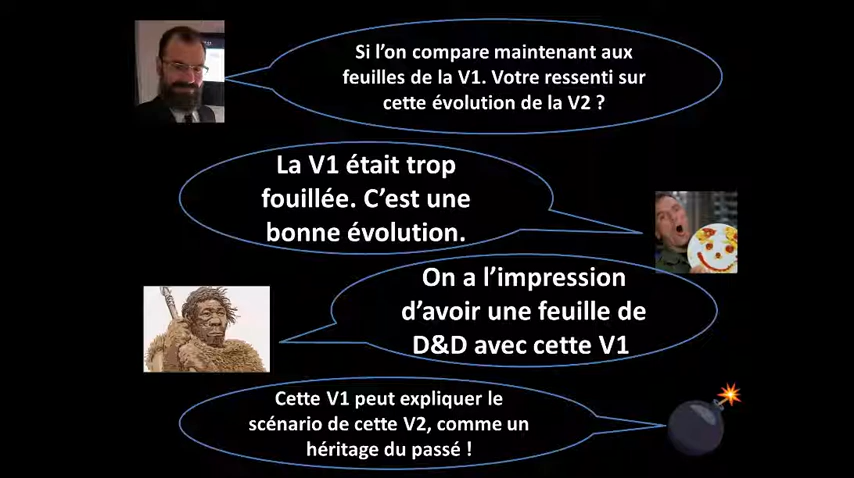 Si l’on compare maintenant aux
feuilles de la V1. Votre ressenti sur
cette évolution de la V2 ?
La V1 était trop
fouillée. C’est une
bonne évolution.
On a l’impression
d’avoir une feuille de
D&D avec cette V1
Cette V1 peut expliquer le
scénario de cette V2, comme un
héritage du passé !